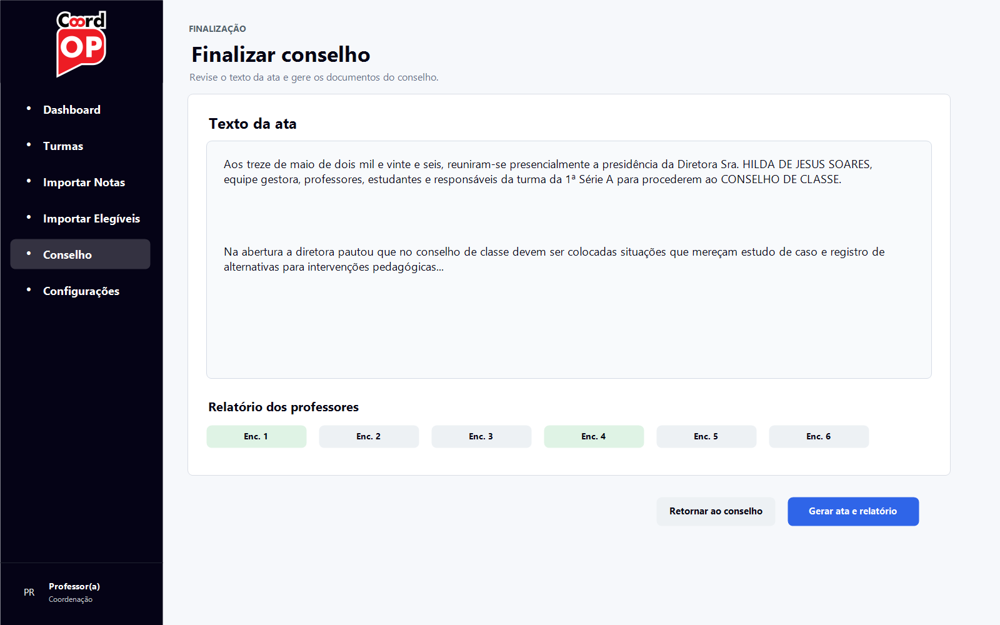 Coord
OP
Dashboard
Turmas
Importar Notas
Importar Elegíveis
Conselho
Configurações
PR
Professor(a)
Coordenação
FINALIZAÇÃO
Finalizar conselho
Revise o texto da ata e gere os documentos do conselho.
Texto da ata
Aos treze de maio de dois mil e vinte e seis, reuniram-se presencialmente a presidência da Diretora Sra. HILDA DE JESUS SOARES,
equipe gestora, professores, estudantes e responsáveis da turma da 1ª Série A para procederem ao CONSELHO DE CLASSE.
Na abertura a diretora pautou que no conselho de classe devem ser colocadas situações que mereçam estudo de caso e registro de
alternativas para intervenções pedagógicas...
Relatório dos professores
Enc. 1
Enc. 2
Enc. 3
Enc. 4
Enc. 5
Enc. 6
Retornar ao conselho
Gerar ata e relatório